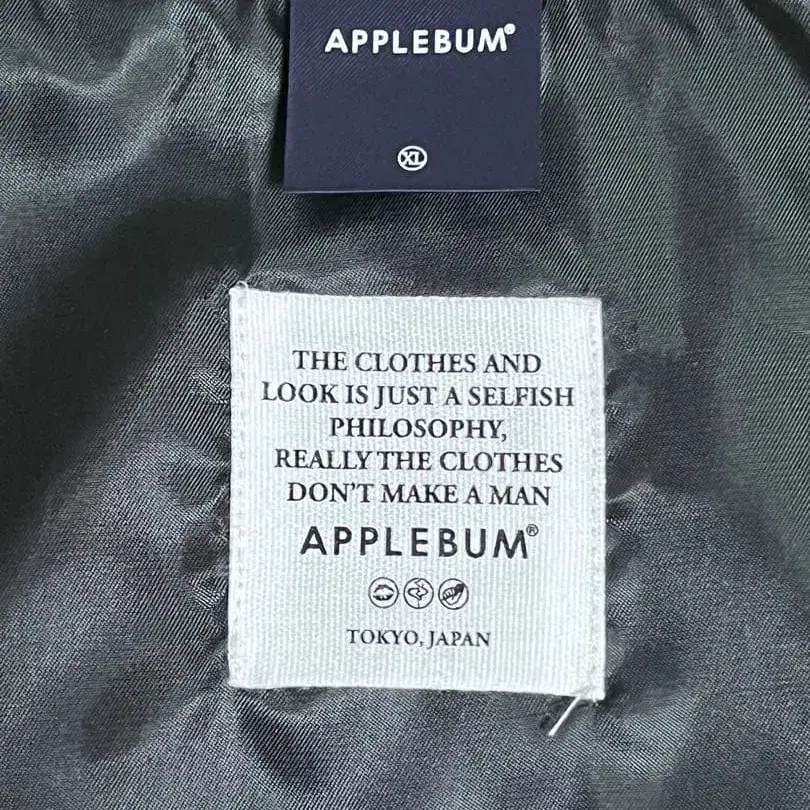 APPLEBUM®
XL
THE CLOTHES AND
LOOK IS JUST A SELFISH
PHILOSOPHY,
REALLY THE CLOTHES
DON'T MAKE A MAN
APPLEBUM®
TOKYO, JAPAN